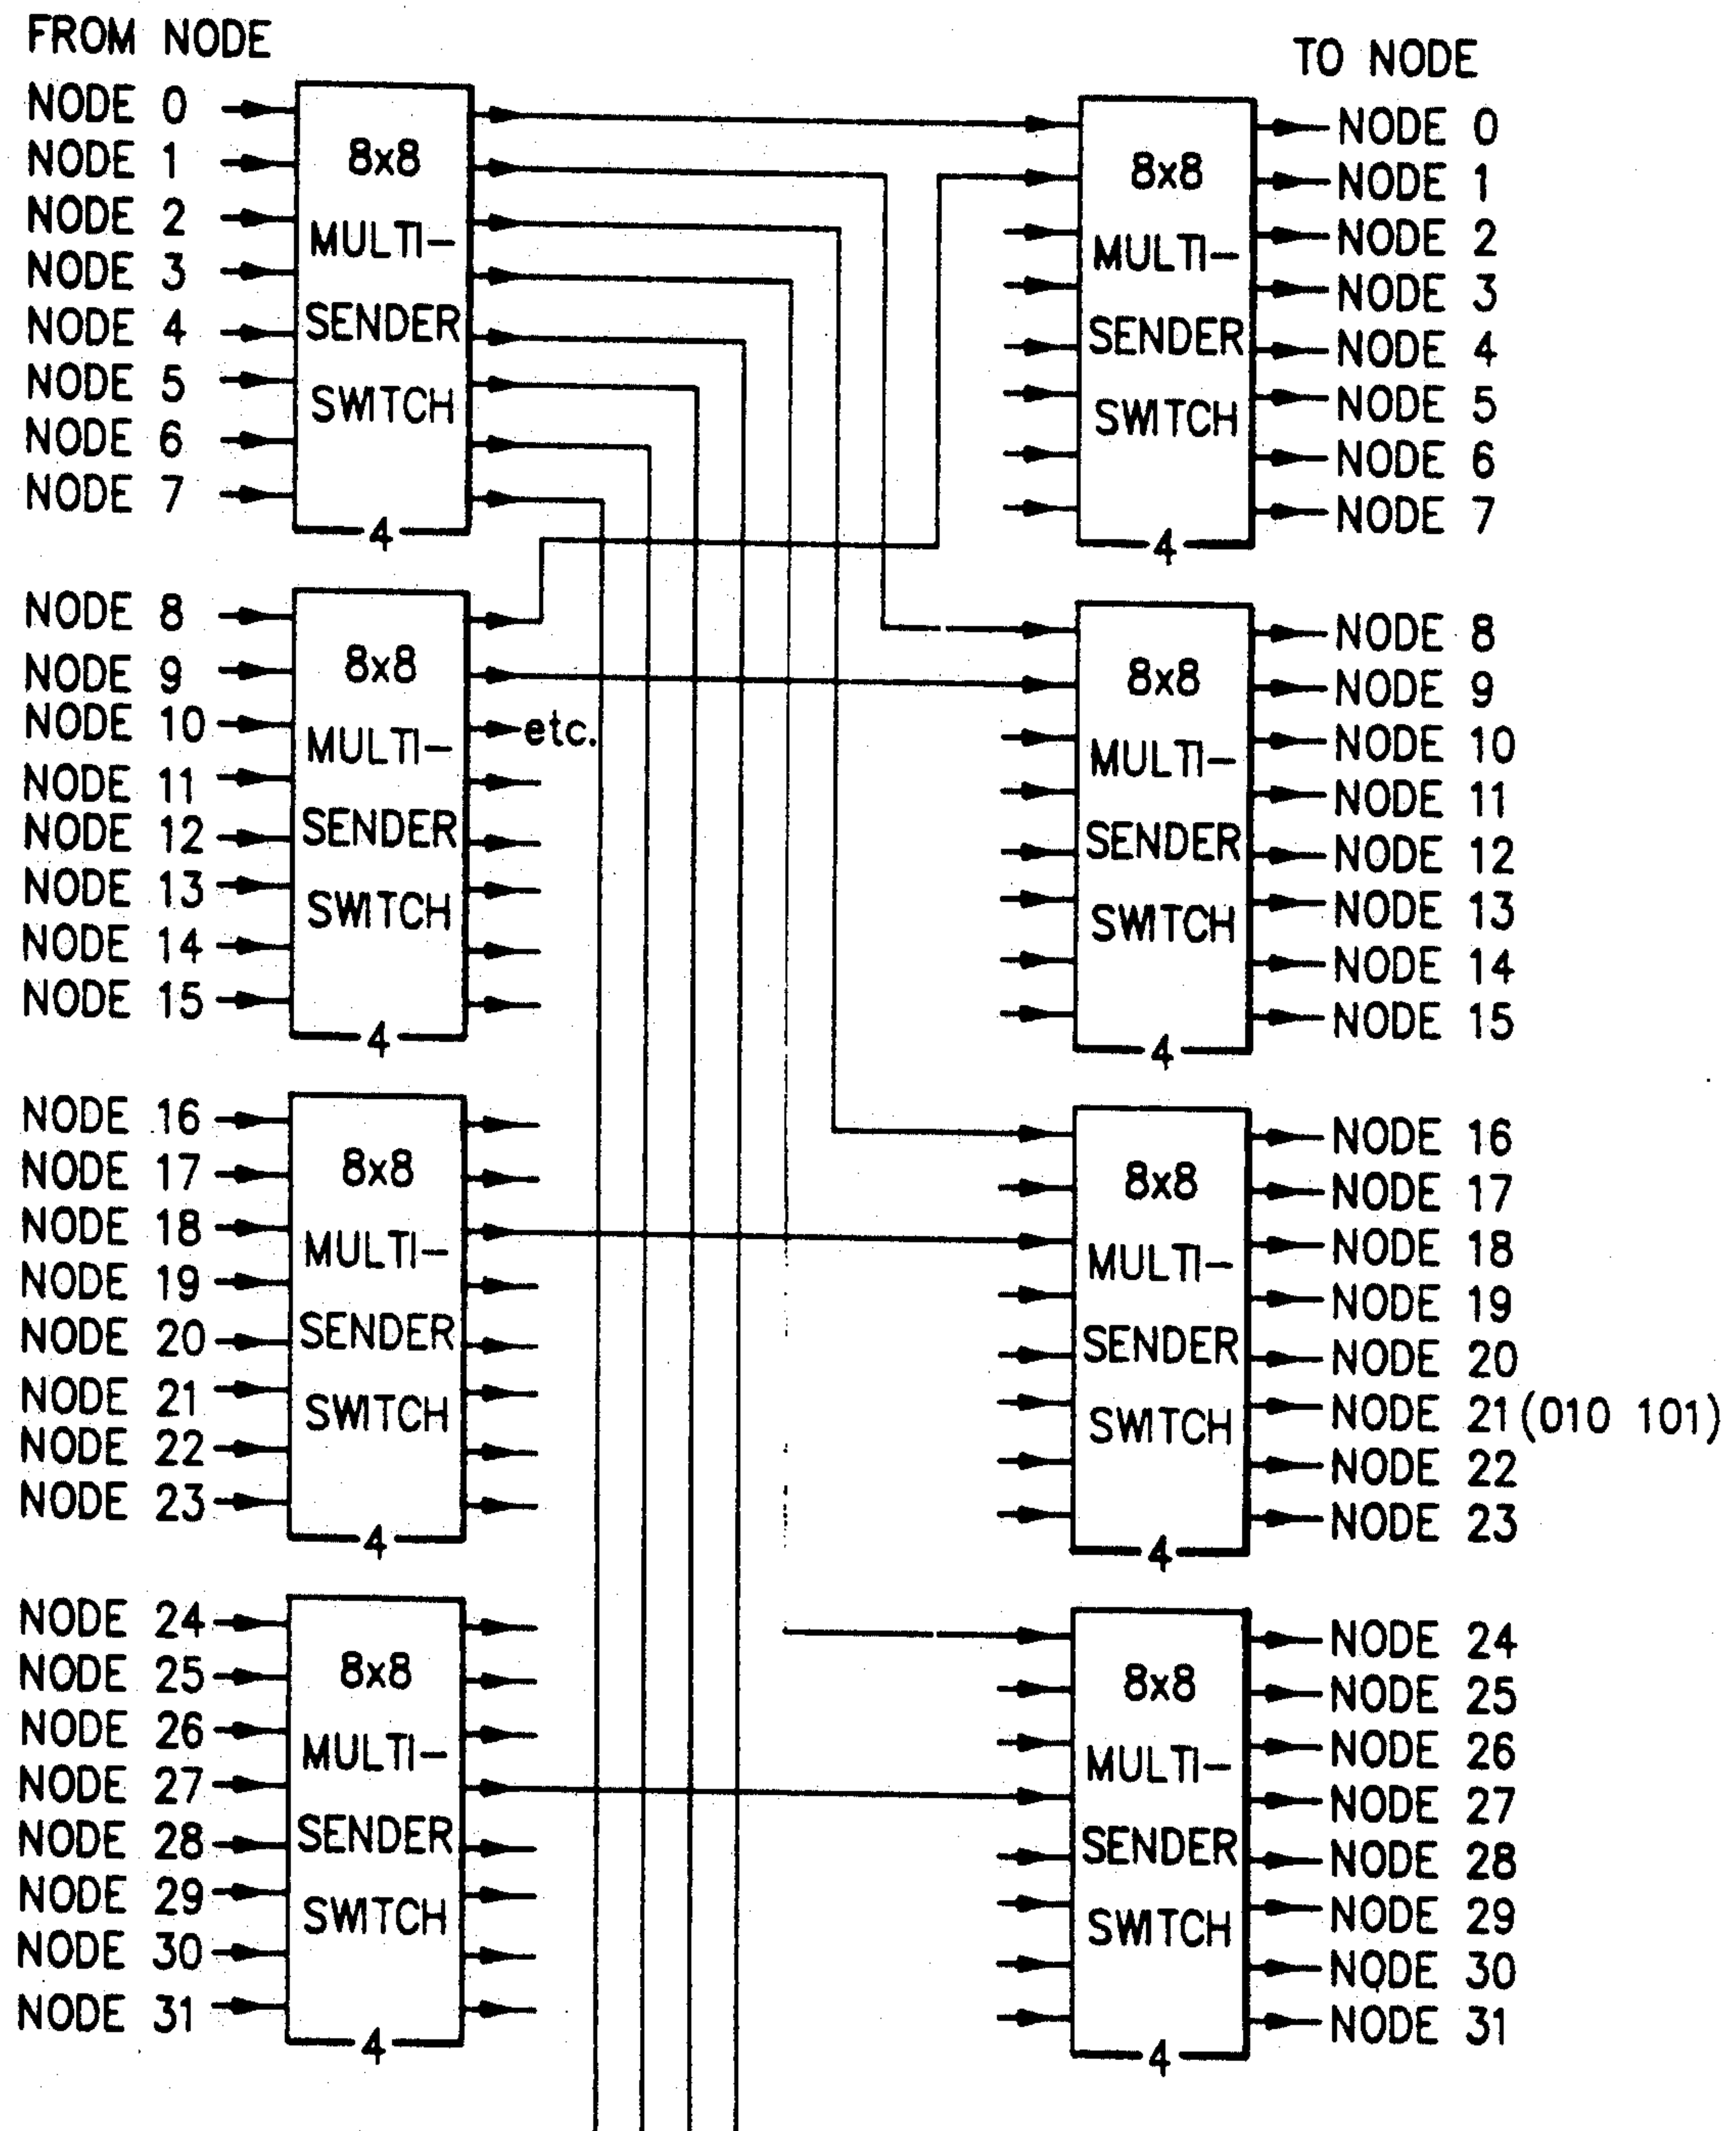 FROM NODE
TO NODE
NODE 0
NODE 1
NODE 2
NODE 3
NODE 4
NODE 5
NODE 6
NODE 7
8x8
MULTI-
SENDER
SWITCH
4
8x8
MULTI-
SENDER
SWITCH
4
NODE 0
NODE 1
NODE 2
NODE 3
NODE 4
NODE 5
NODE 6
NODE 7
NODE 8
NODE 9
NODE 10
NODE 11
NODE 12
NODE 13
NODE 14
NODE 15
8x8
MULTI-
SENDER
SWITCH
4
etc.
8x8
MULTI-
SENDER
SWITCH
4
NODE 8
NODE 9
NODE 10
NODE 11
NODE 12
NODE 13
NODE 14
NODE 15
NODE 16
NODE 17
NODE 18
NODE 19
NODE 20
NODE 21
NODE 22
NODE 23
8x8
MULTI-
SENDER
SWITCH
4
8x8
MULTI-
SENDER
SWITCH
4
NODE 16
NODE 17
NODE 18
NODE 19
NODE 20
NODE 21 (010 101)
NODE 22
NODE 23
NODE 24
NODE 25
NODE 26
NODE 27
NODE 28
NODE 29
NODE 30
NODE 31
8x8
MULTI-
SENDER
SWITCH
4
8x8
MULTI-
SENDER
SWITCH
4
NODE 24
NODE 25
NODE 26
NODE 27
NODE 28
NODE 29
NODE 30
NODE 31